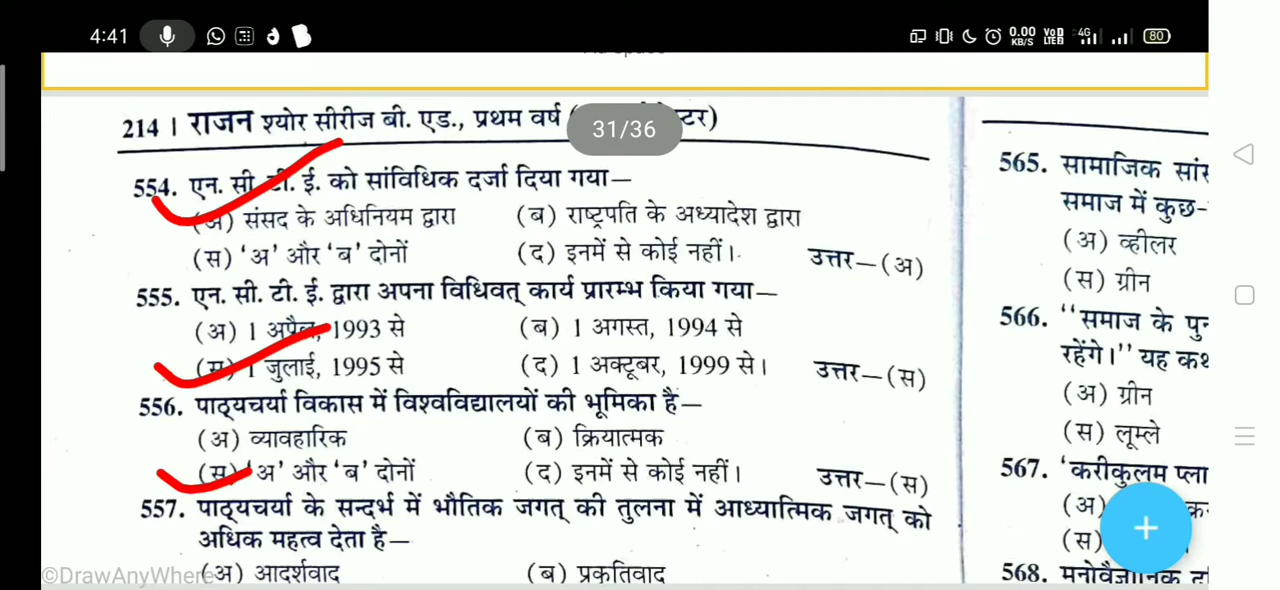 4:41
0.00 KB/S
VoD LTE2
4G
80
31/36
214 । राजन श्योर सीरीज बी. एड., प्रथम वर्ष
554. एन. सी. टी. ई. को सांविधिक दर्जा दिया गया—
(अ) संसद के अधिनियम द्वारा (ब) राष्ट्रपति के अध्यादेश द्वारा
(स) ‘अ’ और ‘ब’ दोनों (द) इनमें से कोई नहीं। उत्तर—(अ)
555. एन. सी. टी. ई. द्वारा अपना विधिवत् कार्य प्रारम्भ किया गया—
(अ) 1 अप्रैल, 1993 से (ब) 1 अगस्त, 1994 से
(स) 1 जुलाई, 1995 से (द) 1 अक्टूबर, 1999 से। उत्तर—(स)
556. पाठ्यचर्या विकास में विश्वविद्यालयों की भूमिका है—
(अ) व्यावहारिक (ब) क्रियात्मक
(स) ‘अ’ और ‘ब’ दोनों (द) इनमें से कोई नहीं। उत्तर—(स)
557. पाठ्यचर्या के सन्दर्भ में भौतिक जगत् की तुलना में आध्यात्मिक जगत् को
अधिक महत्व देता है—
(अ) आदर्शवाद (ब) प्रकृतिवाद
565. सामाजिक
समाज में कुछ-
(अ) व्हीलर
(स) ग्रीन
566. “समाज के
रहेंगे।” यह
(अ) ग्रीन
(स) लूम्ले
567. ‘करीकुलम
(अ)
(स)
568. मनोवैज्ञानिक
©DrawAnyWhere